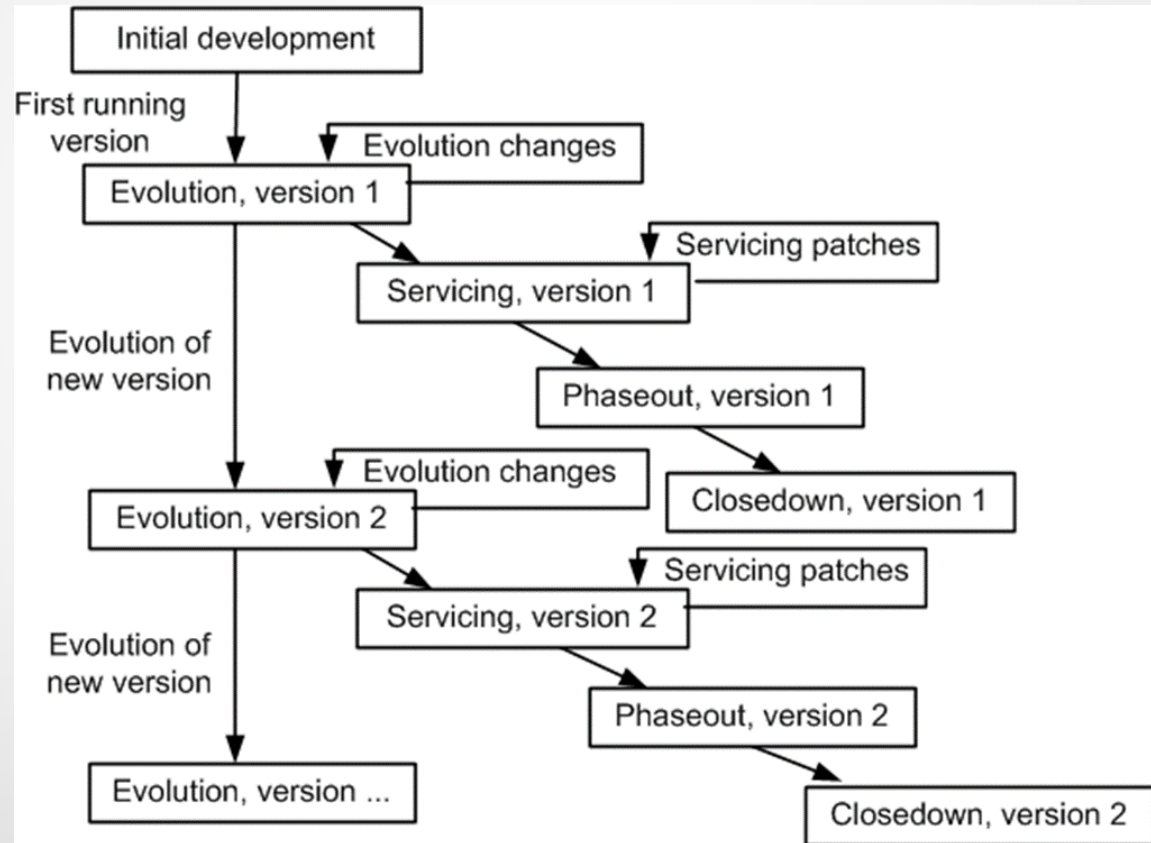 Initial development
First running
version
Evolution changes
Evolution, version 1
Servicing patches
Servicing, version 1
Evolution of
new version
Phaseout, version 1
Evolution changes
Closedown, version 1
Evolution, version 2
Servicing patches
Servicing, version 2
Evolution of
new version
Phaseout, version 2
Evolution, version ...
Closedown, version 2